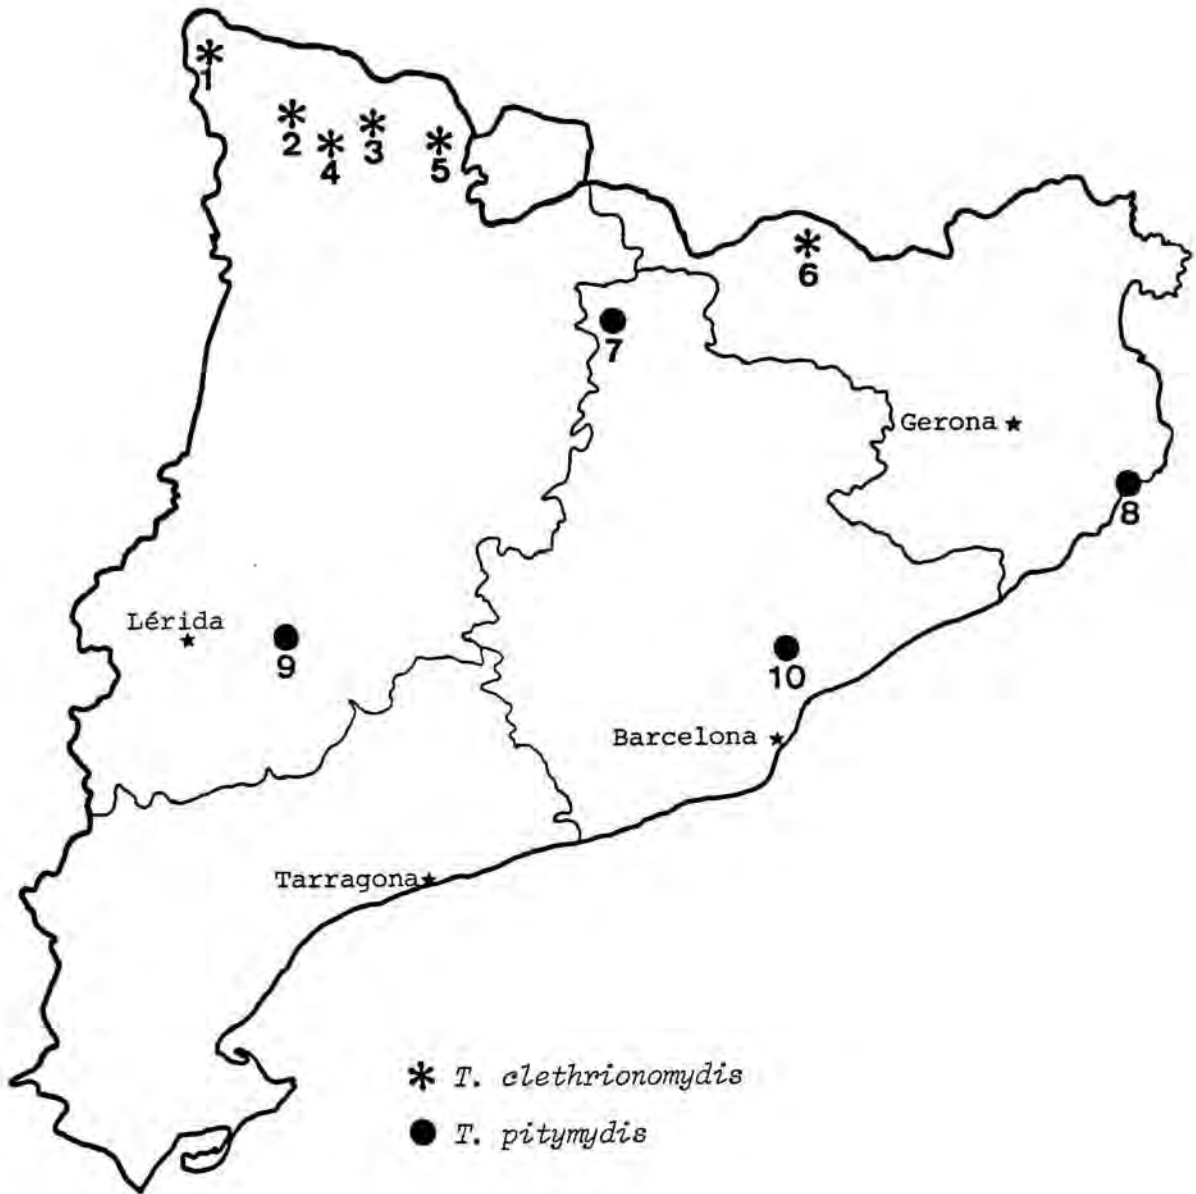 1
2
4
3
5
6
7
Gerona
8
Lérida
9
10
Barcelona
Tarragona
* T. clethrionomydis
● T. pitymydis